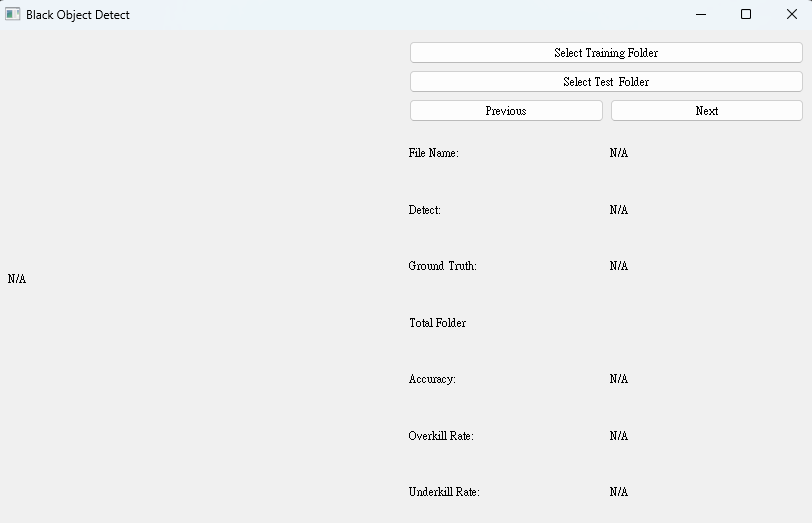 Black Object Detect
Select Training Folder
Select Test Folder
Previous Next
File Name: N/A
Detect: N/A
Ground Truth: N/A
N/A
Total Folder
Accuracy: N/A
Overkill Rate: N/A
Underkill Rate: N/A